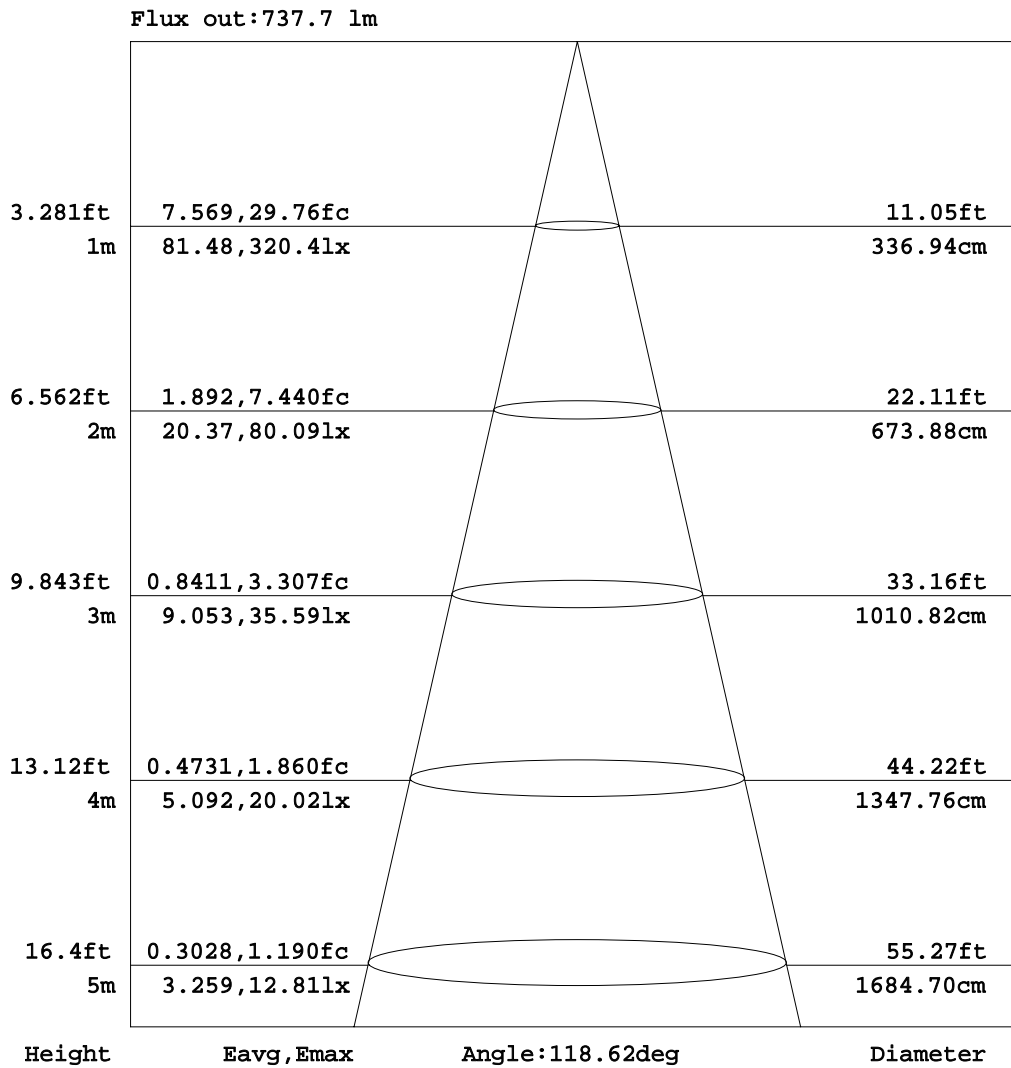 Flux out:737.7 lm
3.281ft 7.569,29.76fc 11.05ft
1m 81.48,320.4lx 336.94cm
6.562ft 1.892,7.440fc 22.11ft
2m 20.37,80.09lx 673.88cm
9.843ft 0.8411,3.307fc 33.16ft
3m 9.053,35.59lx 1010.82cm
13.12ft 0.4731,1.860fc 44.22ft
4m 5.092,20.02lx 1347.76cm
16.4ft 0.3028,1.190fc 55.27ft
5m 3.259,12.81lx 1684.70cm
Height Eavg,Emax Angle:118.62deg Diameter